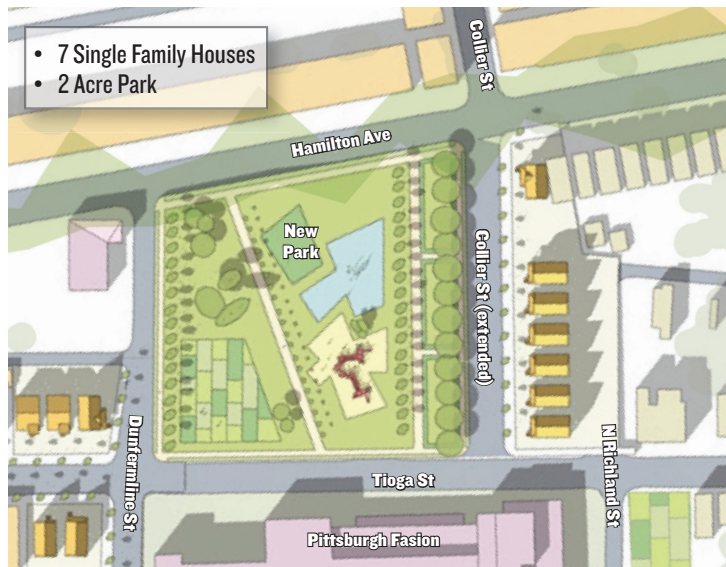 • 7 Single Family Houses
• 2 Acre Park
Collier St
Hamilton Ave
New
Park
Collier St (extended)
Dunfermline St
Tioga St
N Richland St
Pittsburgh Fasion